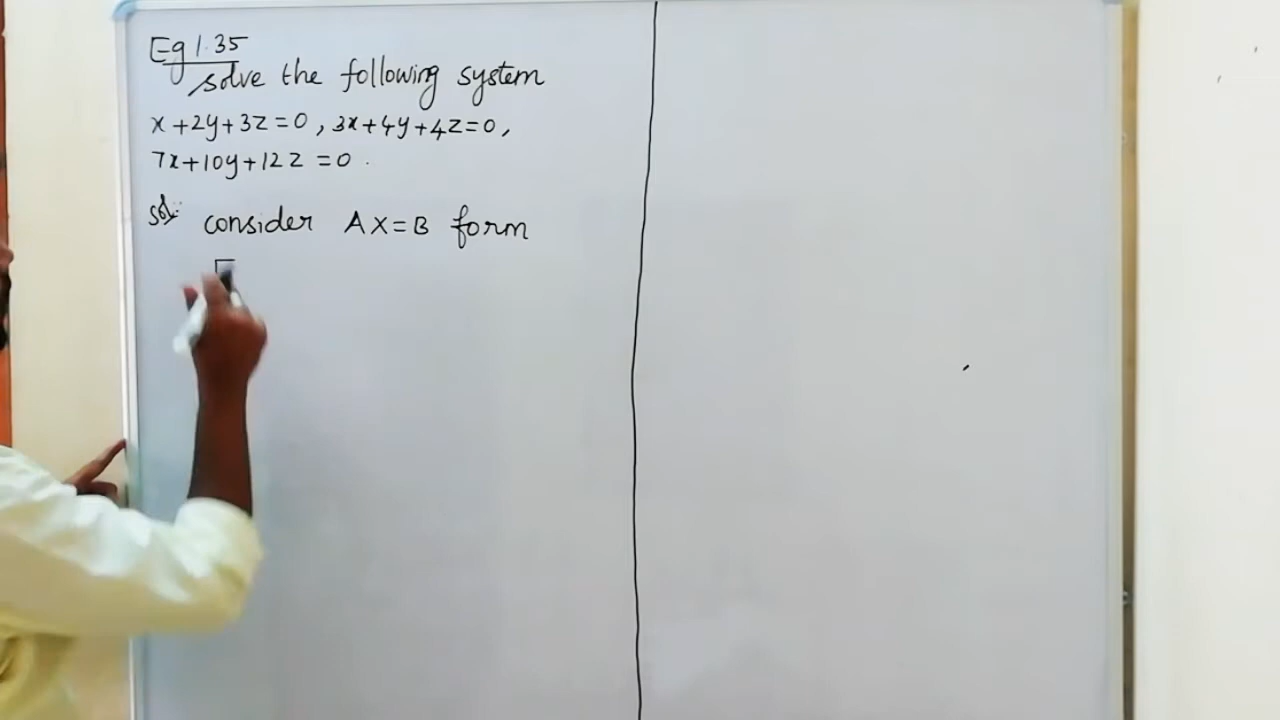 Eg 1.35
solve the following system
x+2y+3z=0, 3x+4y+4z=0,
7x+10y+12z=0.
Sol: consider AX=B form